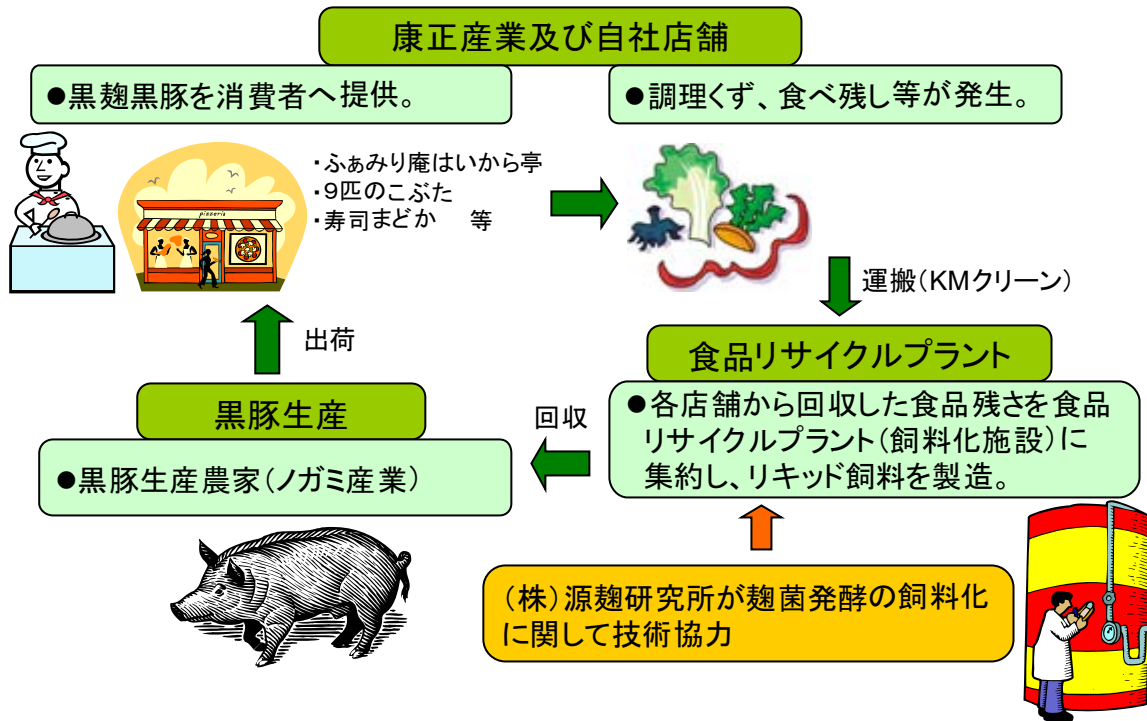 康正産業及び自社店舗
●黒麹黒豚を消費者へ提供。
●調理くず、食べ残し等が発生。
・ふぁみり庵はいから亭
・9匹のこぶた
・寿司まどか　等
pizzeria
運搬(KMクリーン)
出荷
食品リサイクルプラント
●各店舗から回収した食品残さを食品
リサイクルプラント(飼料化施設)に
集約し、リキッド飼料を製造。
回収
黒豚生産
●黒豚生産農家(ノガミ産業)
(株)源麹研究所が麹菌発酵の飼料化
に関して技術協力